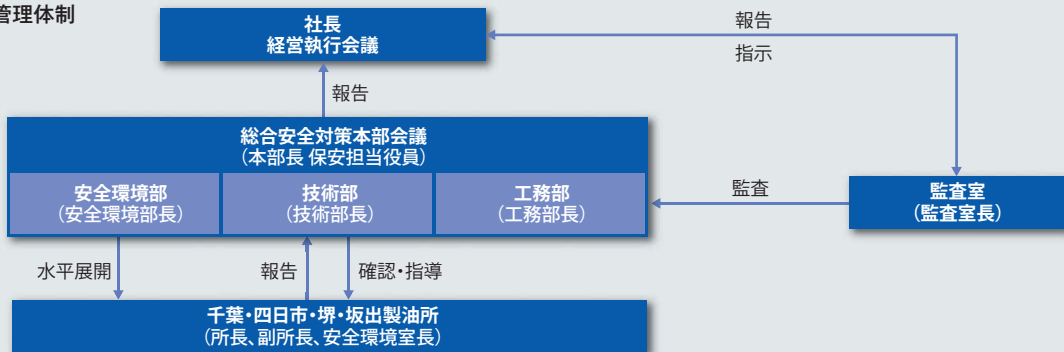 管理体制
社長
経営執行会議
報告
指示
報告
総合安全対策本部会議
（本部長 保安担当役員）
安全環境部
（安全環境部長）
技術部
（技術部長）
工務部
（工務部長）
監査
監査室
（監査室長）
水平展開
報告
確認・指導
千葉・四日市・堺・坂出製油所
（所長、副所長、安全環境室長）